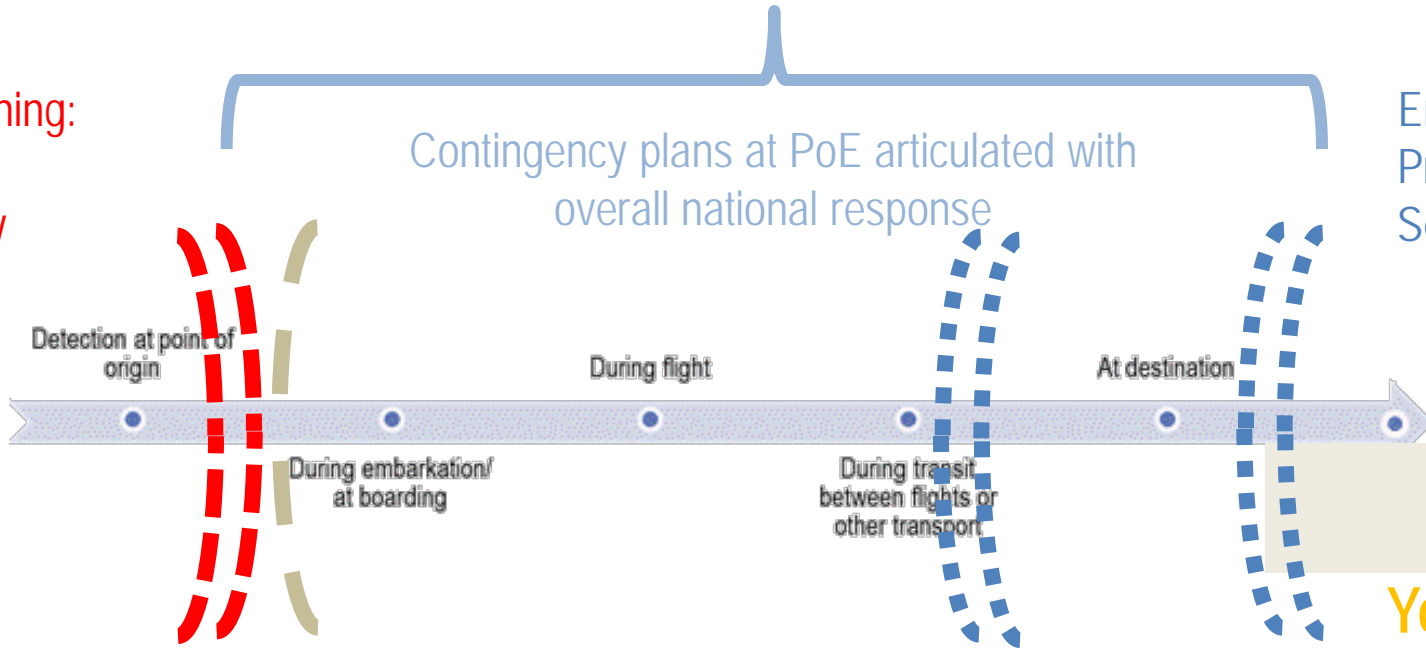 ning:
Contingency plans at PoE articulated with
overall national response
Detection at point of
origin
During flight
At destination
During embarkation/
at boarding
During transit
between flights or
other transport